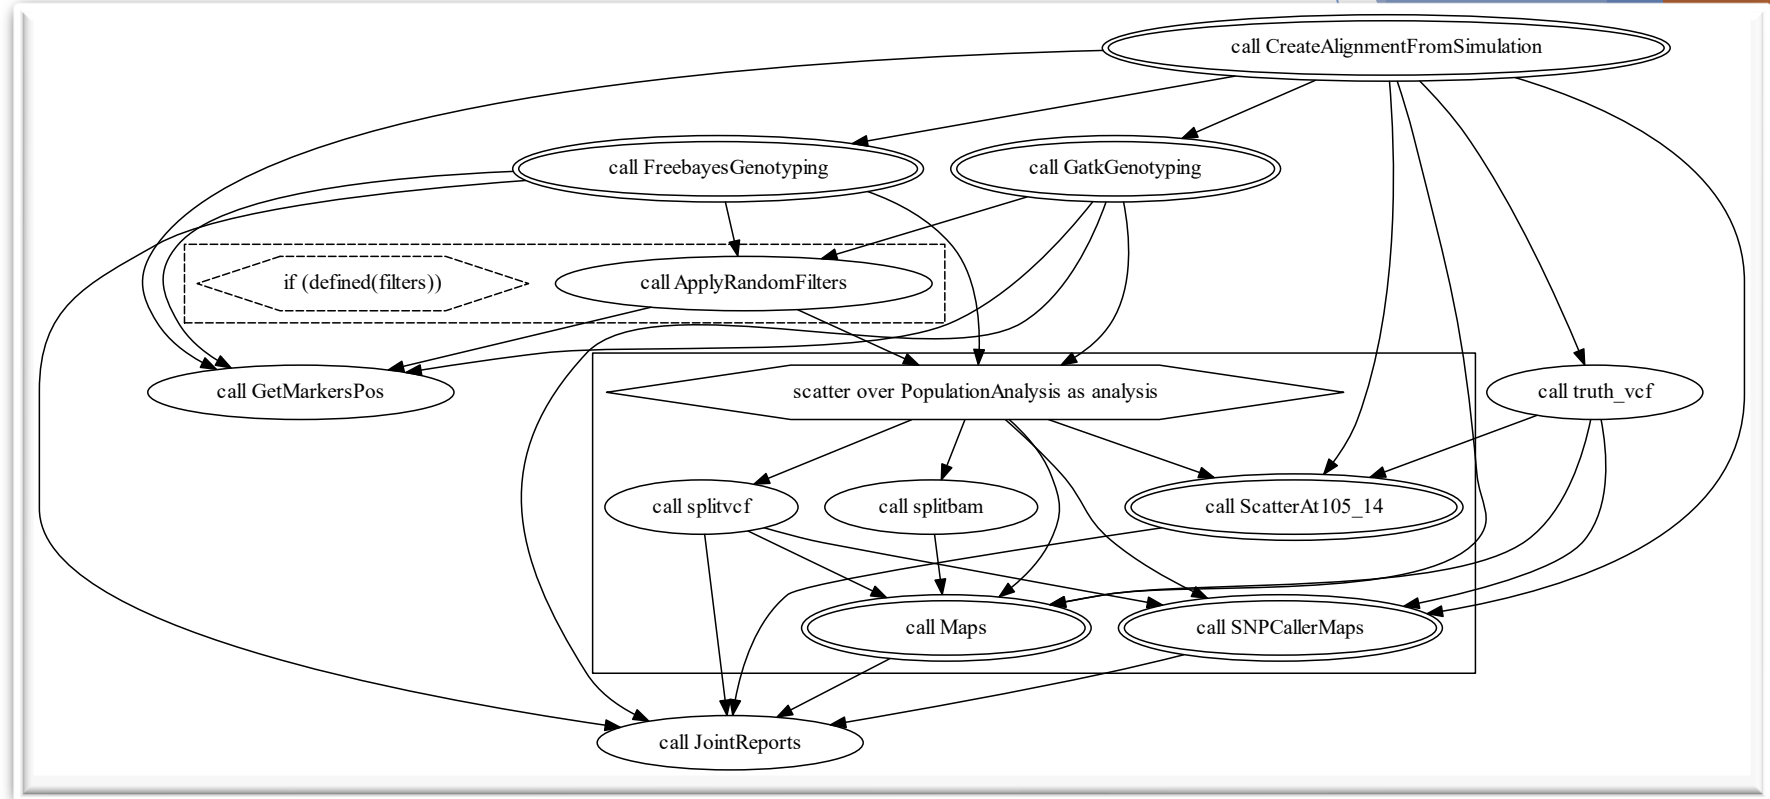 call CreateAlignmentFromSimulation
call FreebayesGenotyping
call GatkGenotyping
if (defined(filters))
call ApplyRandomFilters
call GetMarkersPos
scatter over PopulationAnalysis as analysis
call truth_vcf
call splitvcf
call splitbam
call ScatterAt105_14
call Maps
call SNPCallerMaps
call JointReports